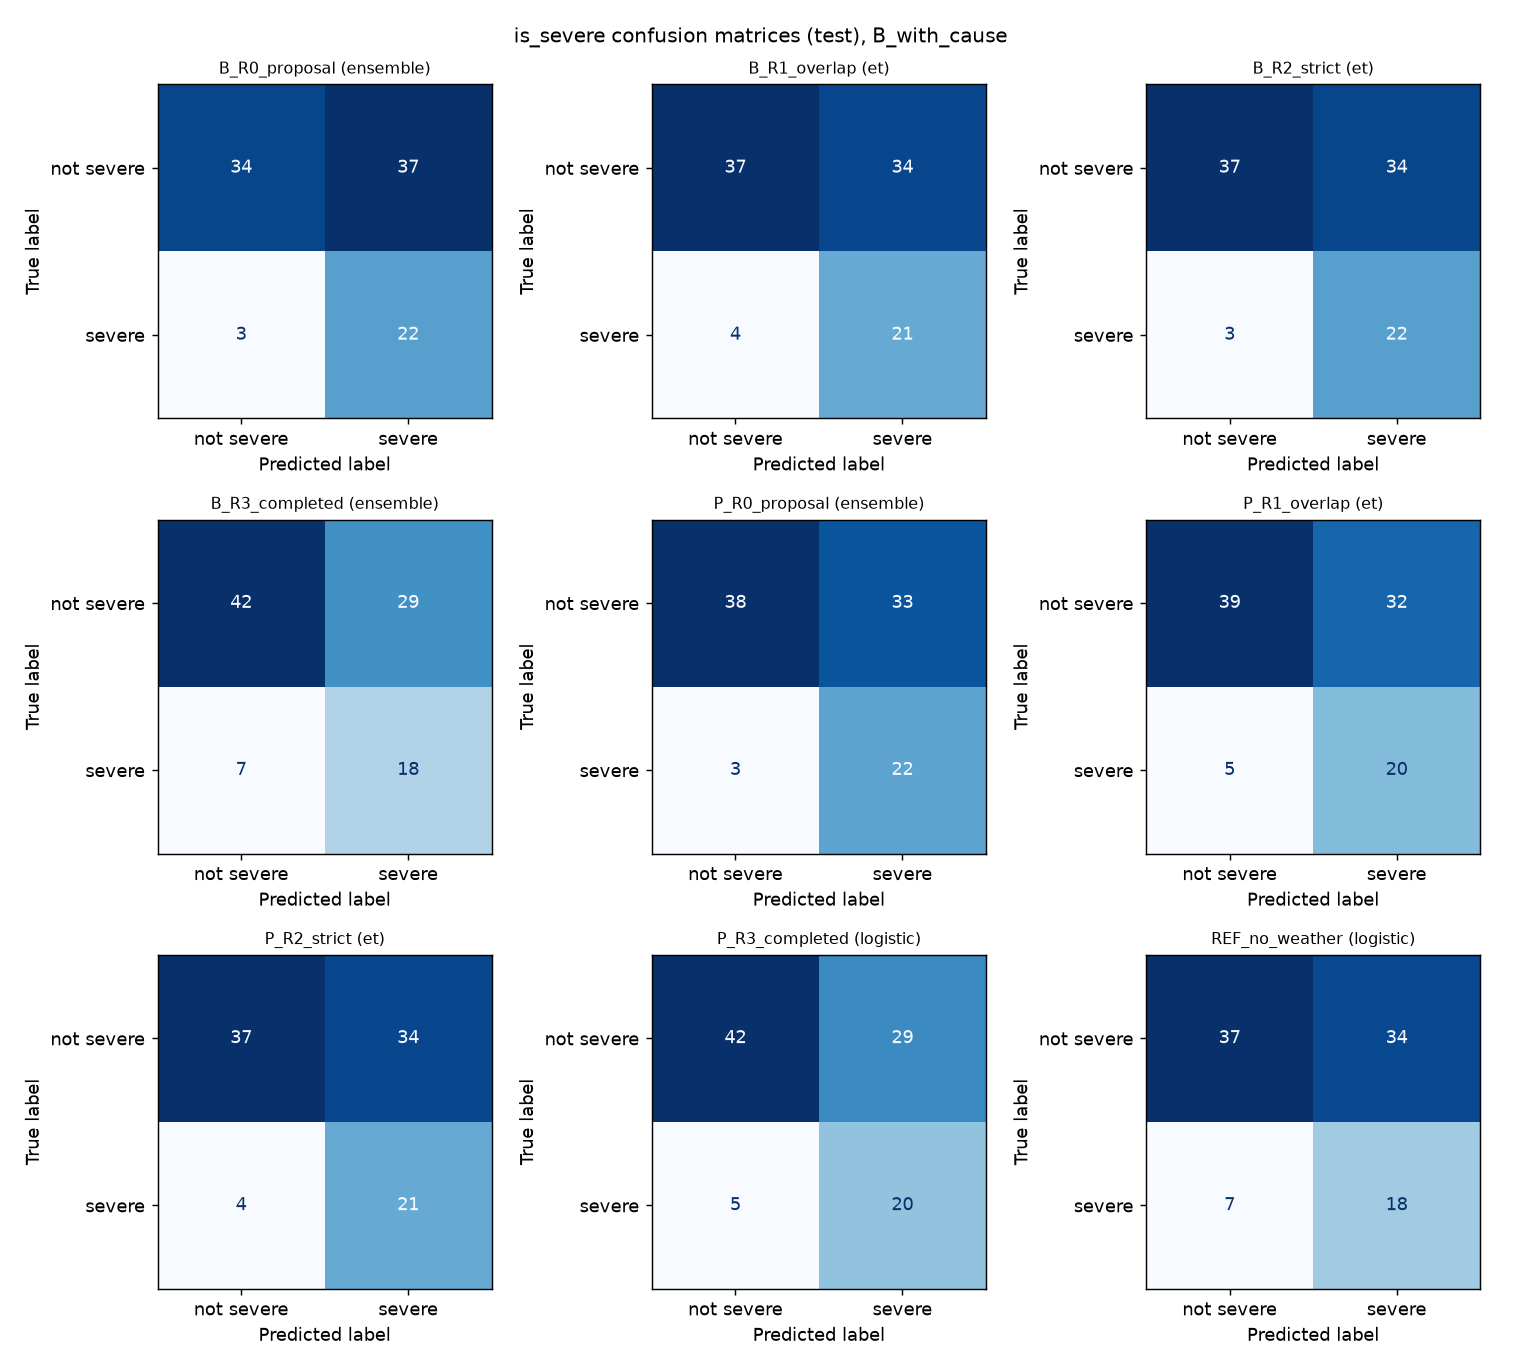 is_severe confusion matrices (test), B_with_cause
B_R0_proposal (ensemble)
True label
not severe
34
37
severe
3
22
not severe
severe
Predicted label
B_R1_overlap (et)
True label
not severe
37
34
severe
4
21
not severe
severe
Predicted label
B_R2_strict (et)
True label
not severe
37
34
severe
3
22
not severe
severe
Predicted label
B_R3_completed (ensemble)
True label
not severe
42
29
severe
7
18
not severe
severe
Predicted label
P_R0_proposal (ensemble)
True label
not severe
38
33
severe
3
22
not severe
severe
Predicted label
P_R1_overlap (et)
True label
not severe
39
32
severe
5
20
not severe
severe
Predicted label
P_R2_strict (et)
True label
not severe
37
34
severe
4
21
not severe
severe
Predicted label
P_R3_completed (logistic)
True label
not severe
42
29
severe
5
20
not severe
severe
Predicted label
REF_no_weather (logistic)
True label
not severe
37
34
severe
7
18
not severe
severe
Predicted label